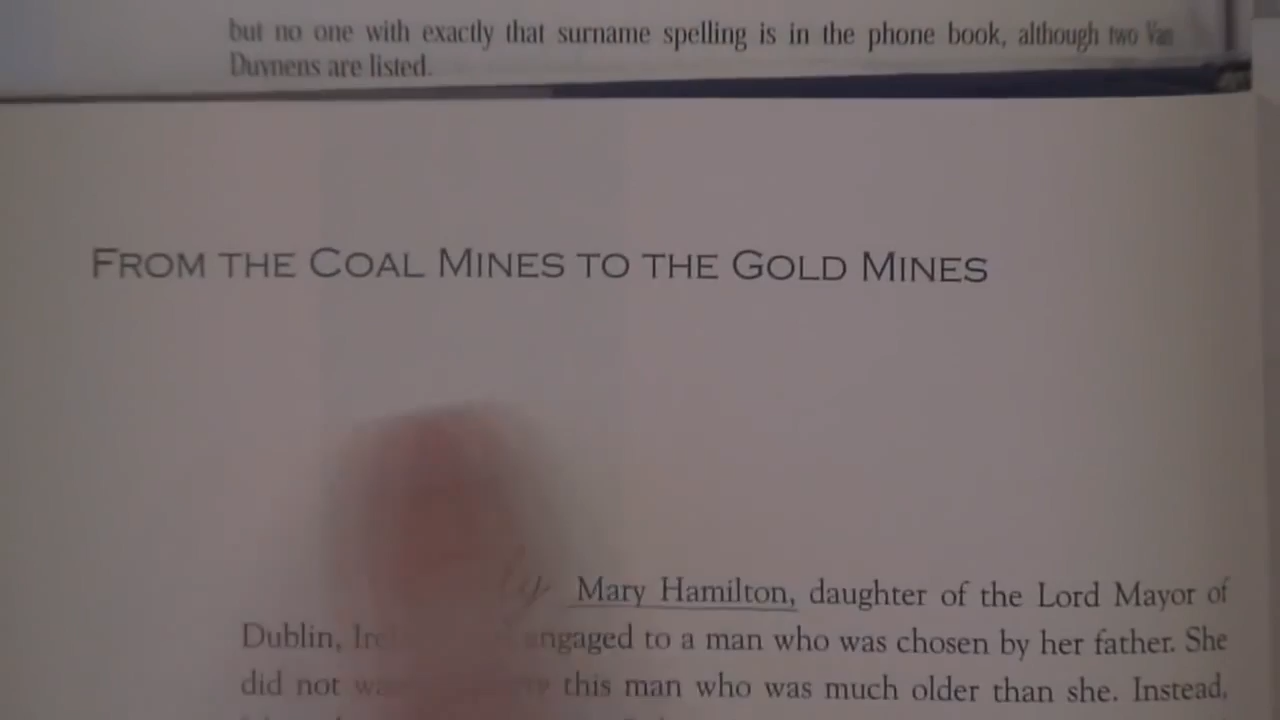 but no one with exactly that surname spelling is in the phone book, although two Van
Duynens are listed.
FROM THE COAL MINES TO THE GOLD MINES
Mary Hamilton, daughter of the Lord Mayor of
Dublin, engaged to a man who was chosen by her father. She
did not this man who was much older than she. Instead,